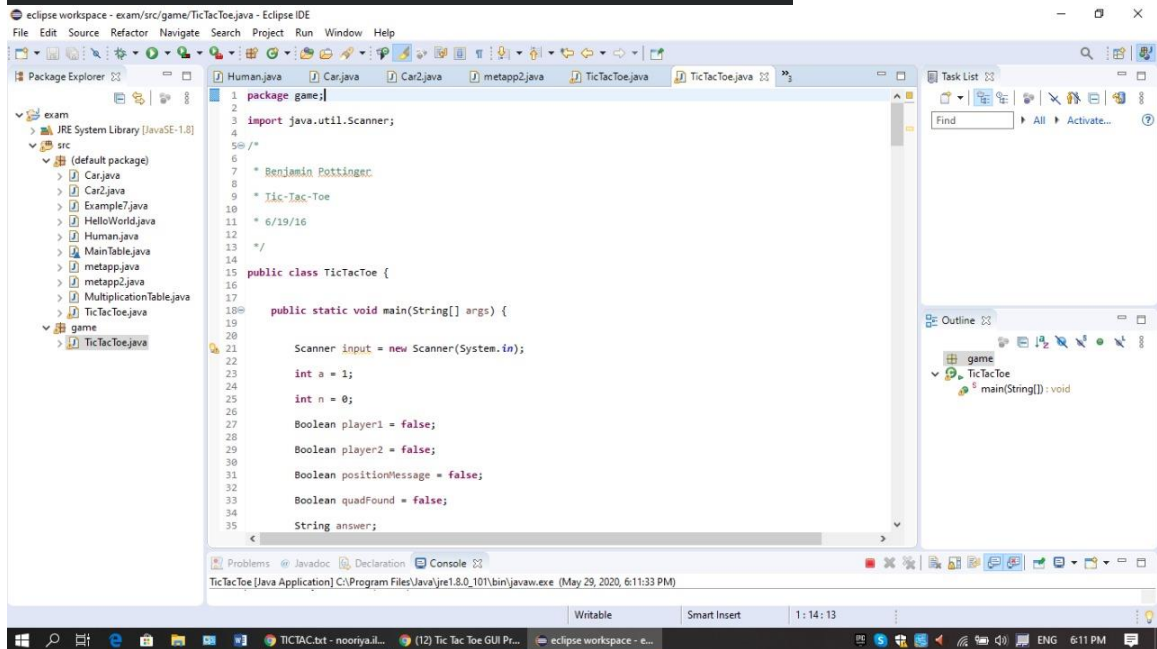 eclipse workspace - exam/src/game/TicTacToe.java - Eclipse IDE
File Edit Source Refactor Navigate Search Project Run Window Help
Package Explorer
exam
JRE System Library [JavaSE-1.8]
src
(default package)
Car.java
Car2.java
Example7.java
HelloWorld.java
Human.java
MainTable.java
metapp.java
metapp2.java
MultiplicationTable.java
TicTacToe.java
game
TicTacToe.java
Human.java Car.java Car2.java metapp2.java TicTacToe.java TicTacToe.java »3
1 package game;
2
3 import java.util.Scanner;
4
5 /*
6
7 * Benjamin Pottinger
8
9 * Tic-Tac-Toe
10
11 * 6/19/16
12
13 */
14
15 public class TicTacToe {
16
17
18 public static void main(String[] args) {
19
20
21 Scanner input = new Scanner(System.in);
22
23 int a = 1;
24
25 int n = 0;
26
27 Boolean player1 = false;
28
29 Boolean player2 = false;
30
31 Boolean positionMessage = false;
32
33 Boolean quadFound = false;
34
35 String answer;
Task List
Find All Activate...
Outline
game
TicTacToe
main(String[]) : void
Problems Javadoc Declaration Console
TicTacToe [Java Application] C:\Program Files\Java\jre1.8.0_101\bin\javaw.exe (May 29, 2020, 6:11:33 PM)
Writable Smart Insert 1 : 14 : 13
TICTAC.txt - nooriya.il... (12) Tic Tac Toe GUI Pr... eclipse workspace - e... ENG 6:11 PM